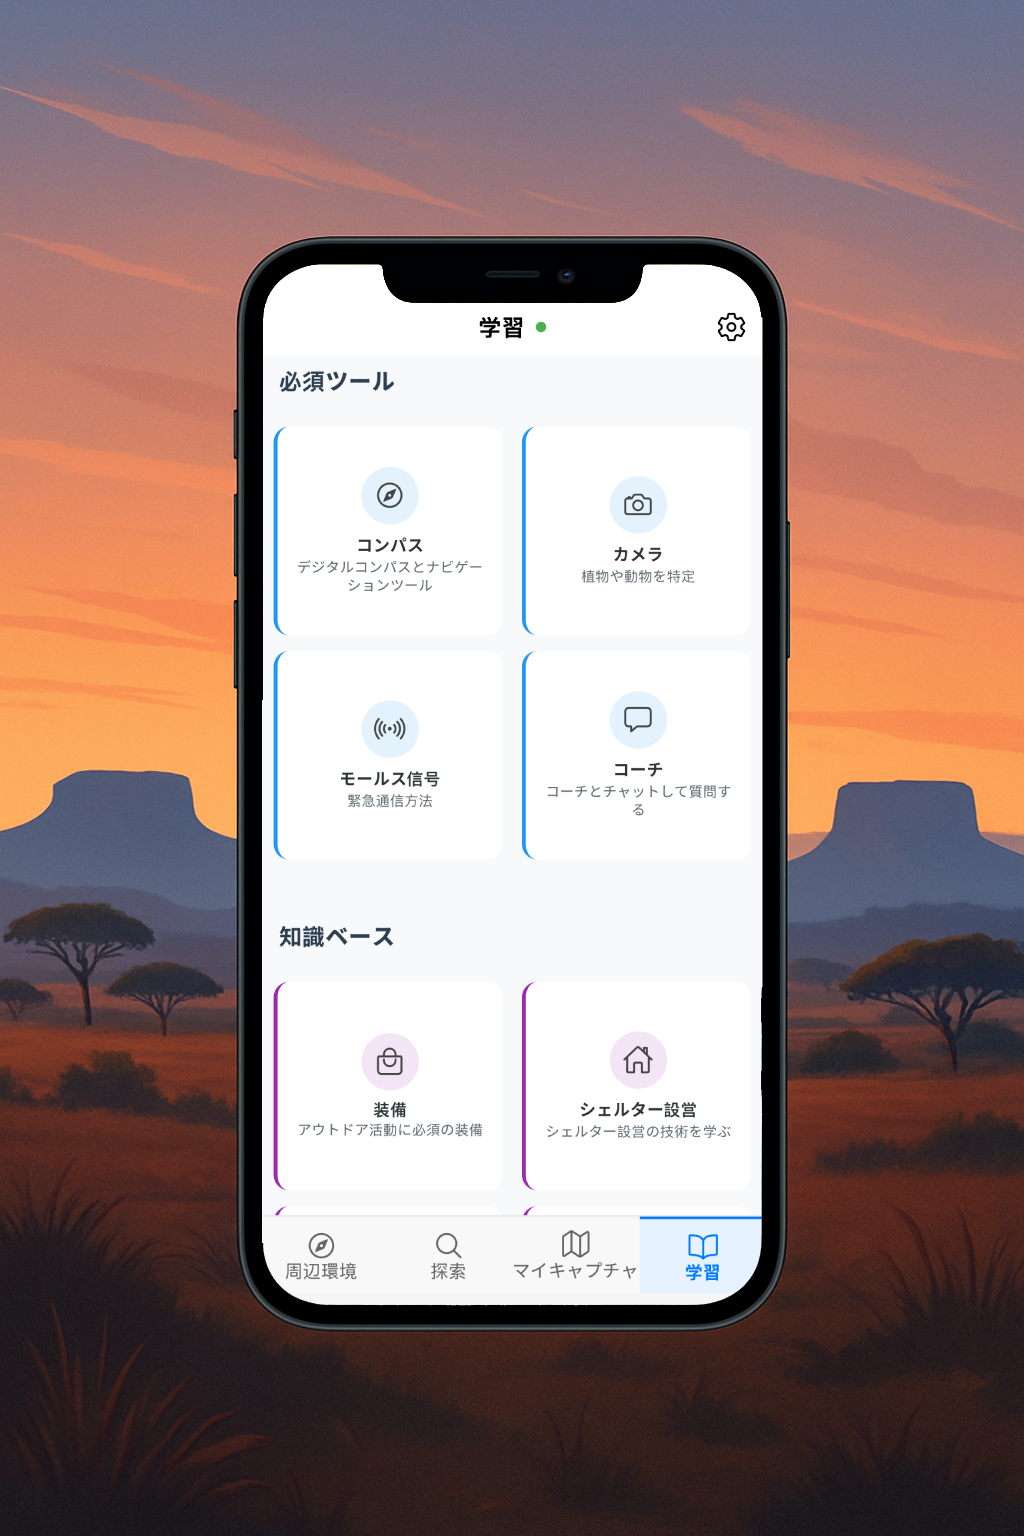 学習
必須ツール
コンパス
デジタルコンパスとナビゲー
ションツール
カメラ
植物や動物を特定
モールス信号
緊急通信方法
コーチ
コーチとチャットして質問す
る
知識ベース
装備
アウトドア活動に必須の装備
シェルター設営
シェルター設営の技術を学ぶ
周辺環境
探索
マイキャプチャ
学習